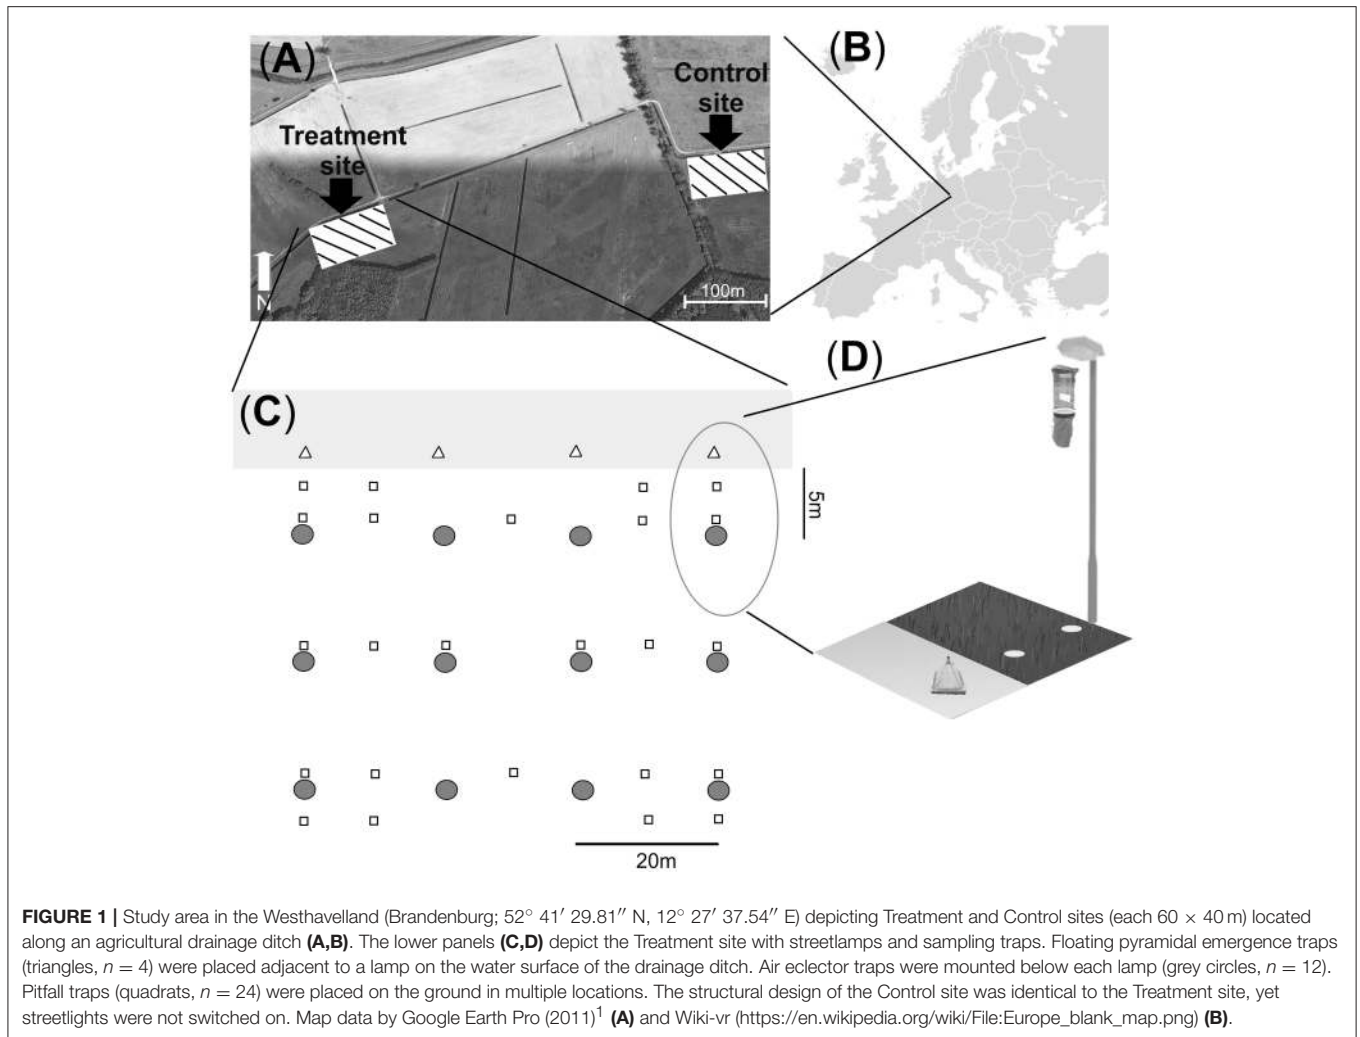 (A)
Control
site
Treatment
site
N
100m
(B)
(C)
5m
20m
(D)
FIGURE 1 | Study area in the Westhavelland (Brandenburg; 52° 41′ 29.81″ N, 12° 27′ 37.54″ E) depicting Treatment and Control sites (each 60 × 40 m) located
along an agricultural drainage ditch (A,B). The lower panels (C,D) depict the Treatment site with streetlamps and sampling traps. Floating pyramidal emergence traps
(triangles, n = 4) were placed adjacent to a lamp on the water surface of the drainage ditch. Air eclector traps were mounted below each lamp (grey circles, n = 12).
Pitfall traps (quadrats, n = 24) were placed on the ground in multiple locations. The structural design of the Control site was identical to the Treatment site, yet
streetlights were not switched on. Map data by Google Earth Pro (2011)¹ (A) and Wiki-vr (https://en.wikipedia.org/wiki/File:Europe_blank_map.png) (B).